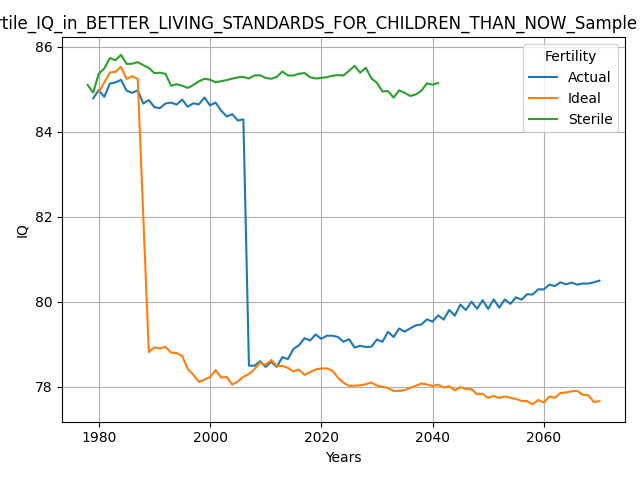 rtile_IQ_in_BETTER_LIVING_STANDARDS_FOR_CHILDREN_THAN_NOW_Sample
Fertility
Actual
Ideal
Sterile
IQ
86
84
82
80
78
1980
2000
2020
2040
2060
Years